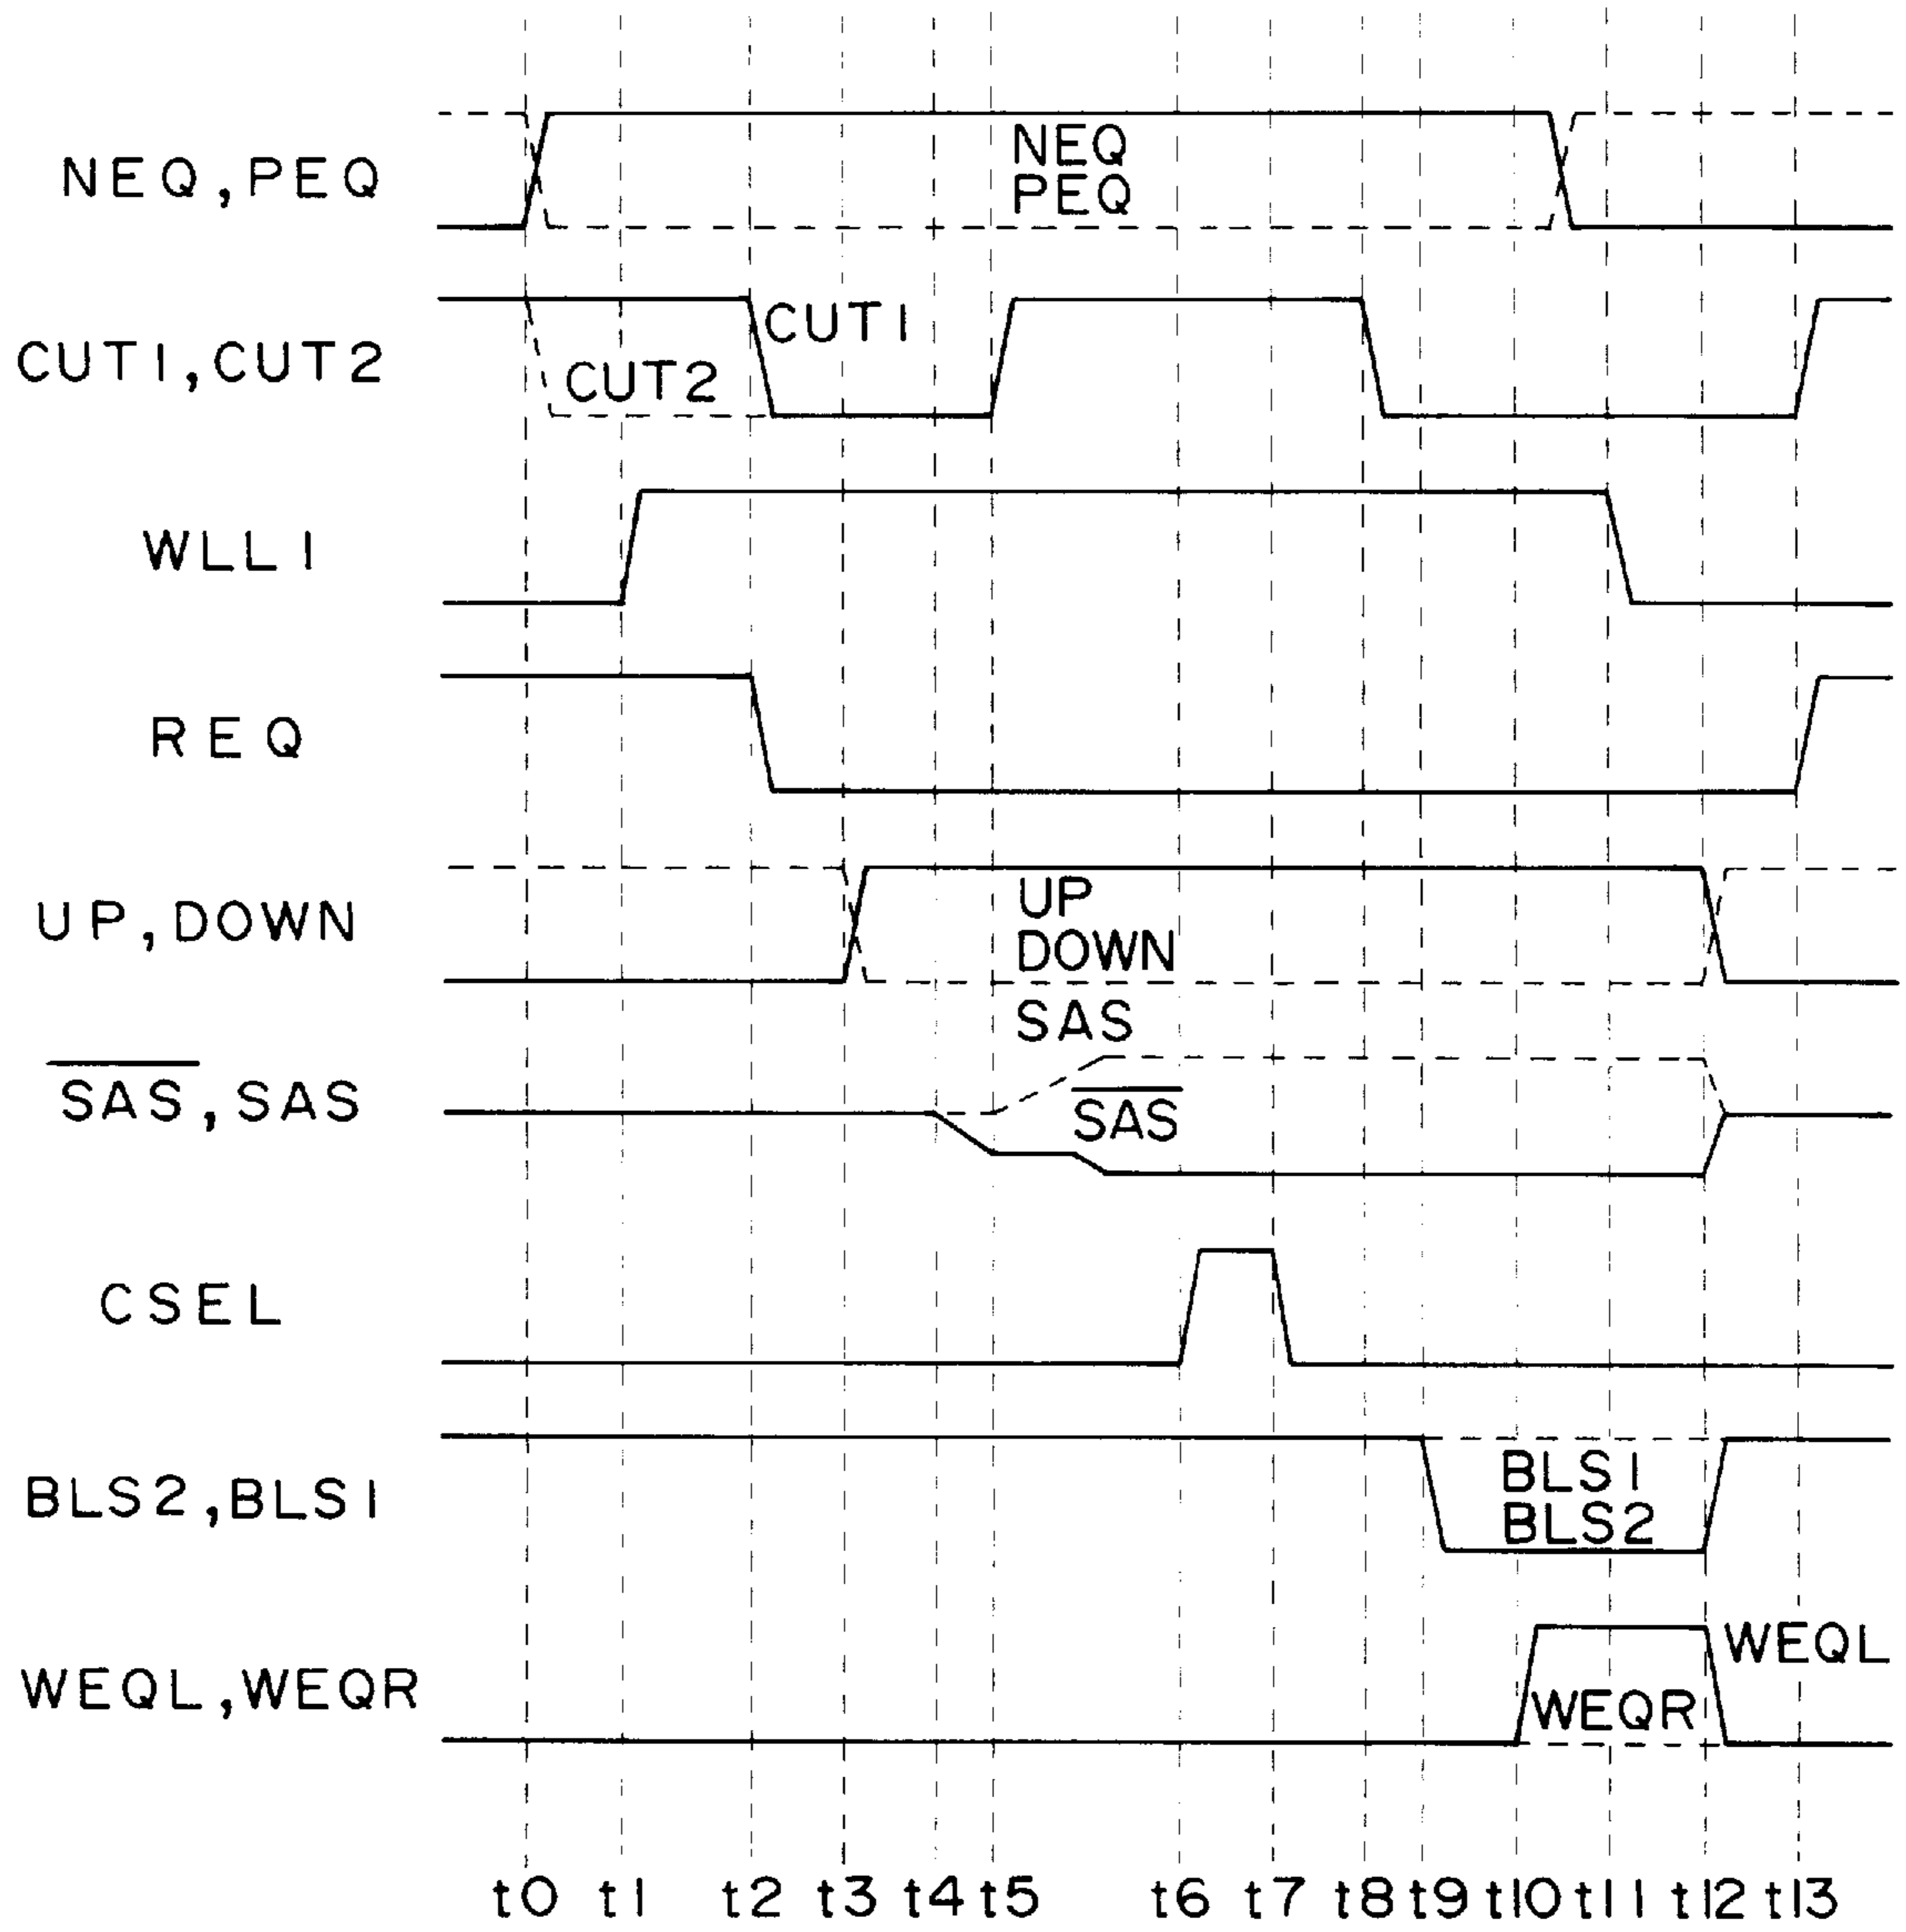 NEQ,PEQ
NEQ
PEQ
CUT1,CUT2
CUT1
CUT2
WLL1
REQ
UP,DOWN
UP
DOWN
S̅A̅S̅,SAS
SAS
S̅A̅S̅
CSEL
BLS2,BLS1
BLS1
BLS2
WEQL,WEQR
WEQL
WEQR
t0 t1 t2 t3 t4 t5 t6 t7 t8 t9 t10 t11 t12 t13